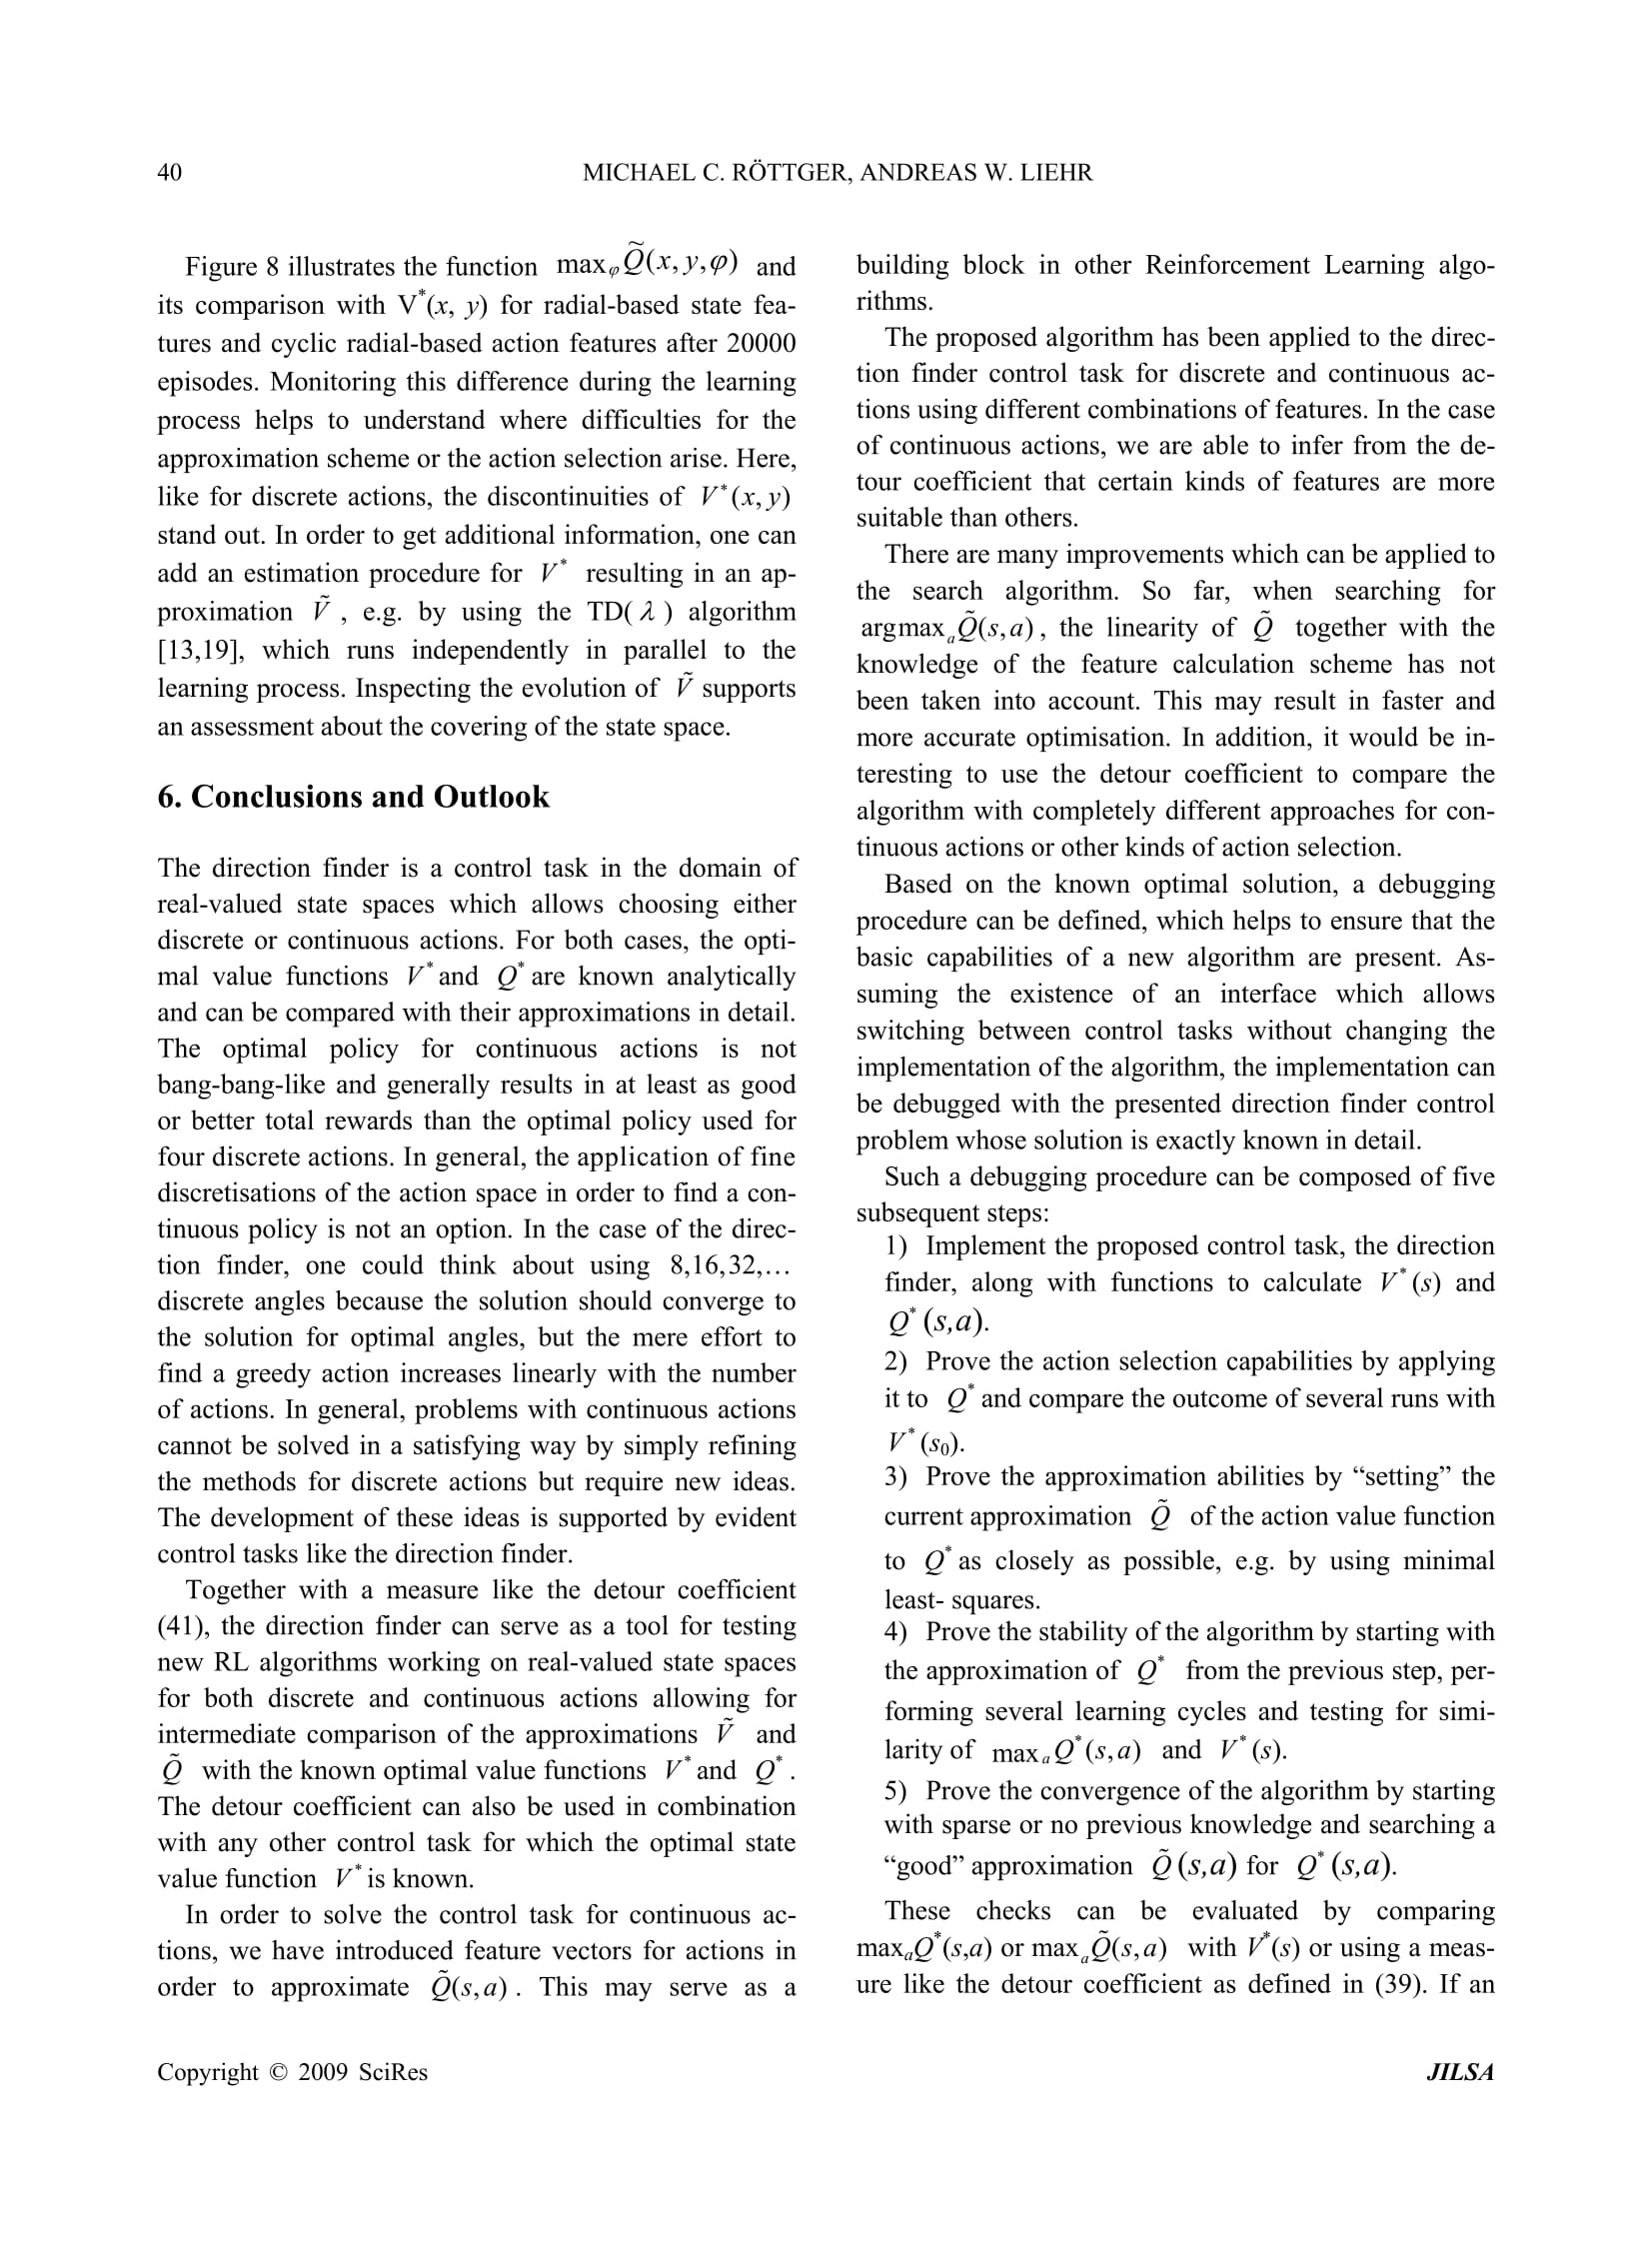 40
MICHAEL C. RÖTTGER, ANDREAS W. LIEHR
Figure 8 illustrates the function max_φ Q̃(x, y,φ) and
its comparison with V*(x, y) for radial-based state fea-
tures and cyclic radial-based action features after 20000
episodes. Monitoring this difference during the learning
process helps to understand where difficulties for the
approximation scheme or the action selection arise. Here,
like for discrete actions, the discontinuities of V*(x, y)
stand out. In order to get additional information, one can
add an estimation procedure for V* resulting in an ap-
proximation Ṽ , e.g. by using the TD( λ ) algorithm
[13,19], which runs independently in parallel to the
learning process. Inspecting the evolution of Ṽ supports
an assessment about the covering of the state space.
6. Conclusions and Outlook
The direction finder is a control task in the domain of
real-valued state spaces which allows choosing either
discrete or continuous actions. For both cases, the opti-
mal value functions V* and Q* are known analytically
and can be compared with their approximations in detail.
The optimal policy for continuous actions is not
bang-bang-like and generally results in at least as good
or better total rewards than the optimal policy used for
four discrete actions. In general, the application of fine
discretisations of the action space in order to find a con-
tinuous policy is not an option. In the case of the direc-
tion finder, one could think about using 8,16,32,…
discrete angles because the solution should converge to
the solution for optimal angles, but the mere effort to
find a greedy action increases linearly with the number
of actions. In general, problems with continuous actions
cannot be solved in a satisfying way by simply refining
the methods for discrete actions but require new ideas.
The development of these ideas is supported by evident
control tasks like the direction finder.
Together with a measure like the detour coefficient
(41), the direction finder can serve as a tool for testing
new RL algorithms working on real-valued state spaces
for both discrete and continuous actions allowing for
intermediate comparison of the approximations Ṽ and
Q̃ with the known optimal value functions V* and Q* .
The detour coefficient can also be used in combination
with any other control task for which the optimal state
value function V* is known.
In order to solve the control task for continuous ac-
tions, we have introduced feature vectors for actions in
order to approximate Q̃(s, a) . This may serve as a
building block in other Reinforcement Learning algo-
rithms.
The proposed algorithm has been applied to the direc-
tion finder control task for discrete and continuous ac-
tions using different combinations of features. In the case
of continuous actions, we are able to infer from the de-
tour coefficient that certain kinds of features are more
suitable than others.
There are many improvements which can be applied to
the search algorithm. So far, when searching for
argmax_a Q̃(s, a) , the linearity of Q̃ together with the
knowledge of the feature calculation scheme has not
been taken into account. This may result in faster and
more accurate optimisation. In addition, it would be in-
teresting to use the detour coefficient to compare the
algorithm with completely different approaches for con-
tinuous actions or other kinds of action selection.
Based on the known optimal solution, a debugging
procedure can be defined, which helps to ensure that the
basic capabilities of a new algorithm are present. As-
suming the existence of an interface which allows
switching between control tasks without changing the
implementation of the algorithm, the implementation can
be debugged with the presented direction finder control
problem whose solution is exactly known in detail.
Such a debugging procedure can be composed of five
subsequent steps:
1) Implement the proposed control task, the direction
finder, along with functions to calculate V* (s) and
Q* (s,a).
2) Prove the action selection capabilities by applying
it to Q* and compare the outcome of several runs with
V* (s₀).
3) Prove the approximation abilities by “setting” the
current approximation Q̃ of the action value function
to Q* as closely as possible, e.g. by using minimal
least- squares.
4) Prove the stability of the algorithm by starting with
the approximation of Q* from the previous step, per-
forming several learning cycles and testing for simi-
larity of max_a Q*(s, a) and V* (s).
5) Prove the convergence of the algorithm by starting
with sparse or no previous knowledge and searching a
“good” approximation Q̃ (s,a) for Q* (s,a).
These checks can be evaluated by comparing
max_aQ*(s,a) or max_a Q̃(s, a) with V*(s) or using a meas-
ure like the detour coefficient as defined in (39). If an
Copyright © 2009 SciRes
JILSA